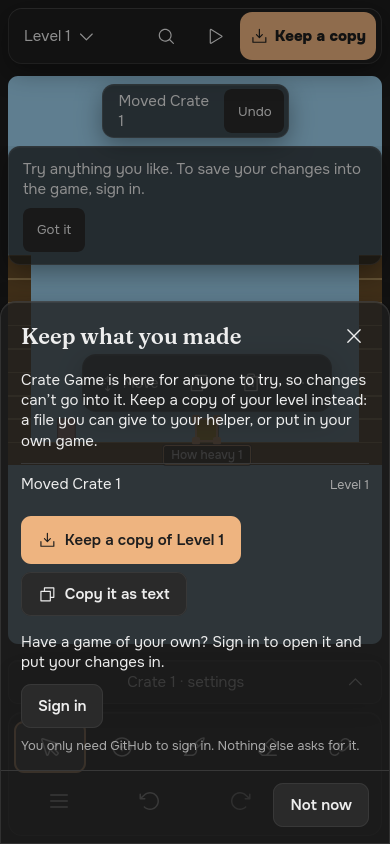 Level 1
Keep a copy
Moved Crate
1
Undo
Try anything you like. To save your changes into
the game, sign in.
Got it
Keep what you made
Crate Game is here for anyone to try, so changes
can't go into it. Keep a copy of your level instead:
a file you can give to your helper, or put in your
own game.
How heavy 1
Moved Crate 1
Level 1
Keep a copy of Level 1
Copy it as text
Have a game of your own? Sign in to open it and
put your changes in.
Crate 1 · settings
Sign in
You only need GitHub to sign in. Nothing else asks for it.
Not now